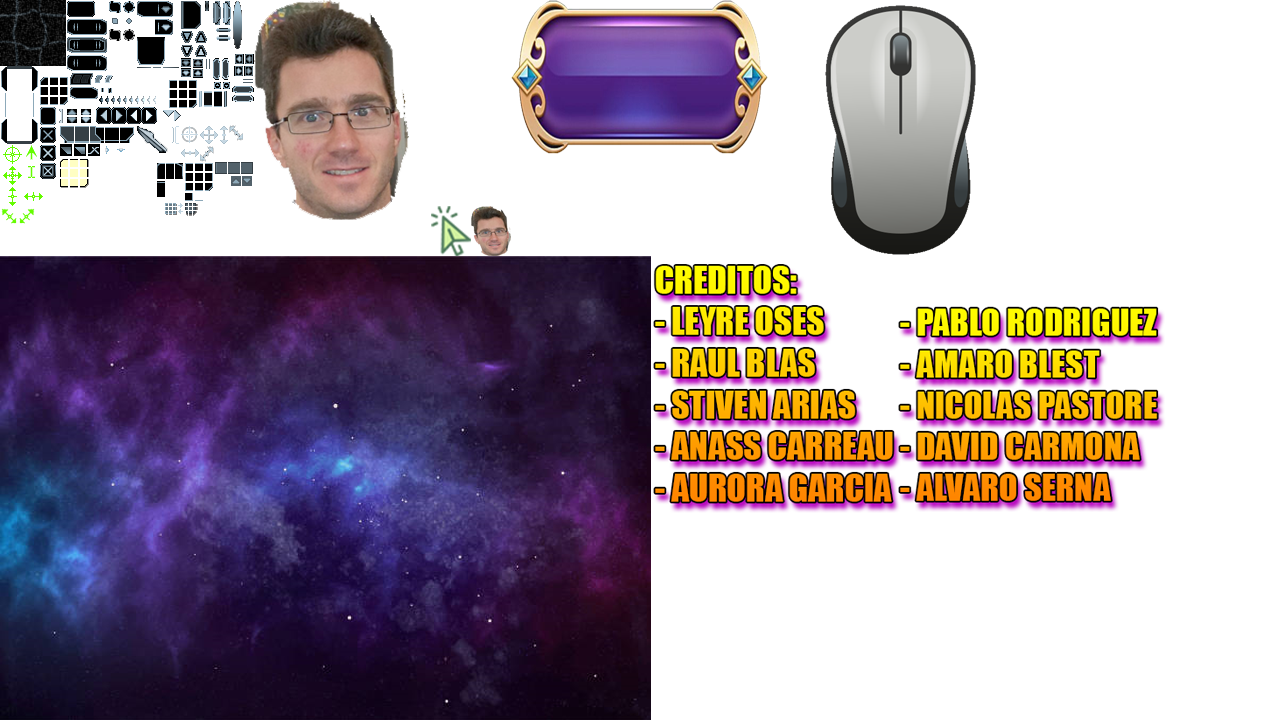 CREDITOS:
- LEYRE OSES
- RAUL BLAS
- STIVEN ARIAS
- ANASS CARREAU
- AURORA GARCIA
- PABLO RODRIGUEZ
- AMARO BLEST
- NICOLAS PASTORE
- DAVID CARMONA
- ALVARO SERNA